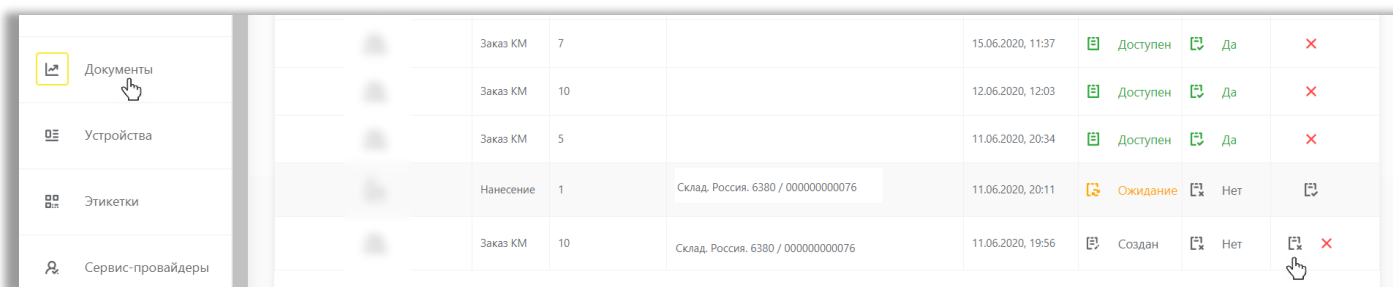 Документы
Устройства
Этикетки
Сервис-провайдеры
Заказ КМ 7 15.06.2020, 11:37 Доступен Да
Заказ КМ 10 12.06.2020, 12:03 Доступен Да
Заказ КМ 5 11.06.2020, 20:34 Доступен Да
Нанесение 1 Склад. Россия. 6380 / 000000000076 11.06.2020, 20:11 Ожидание Нет
Заказ КМ 10 Склад. Россия. 6380 / 000000000076 11.06.2020, 19:56 Создан Нет